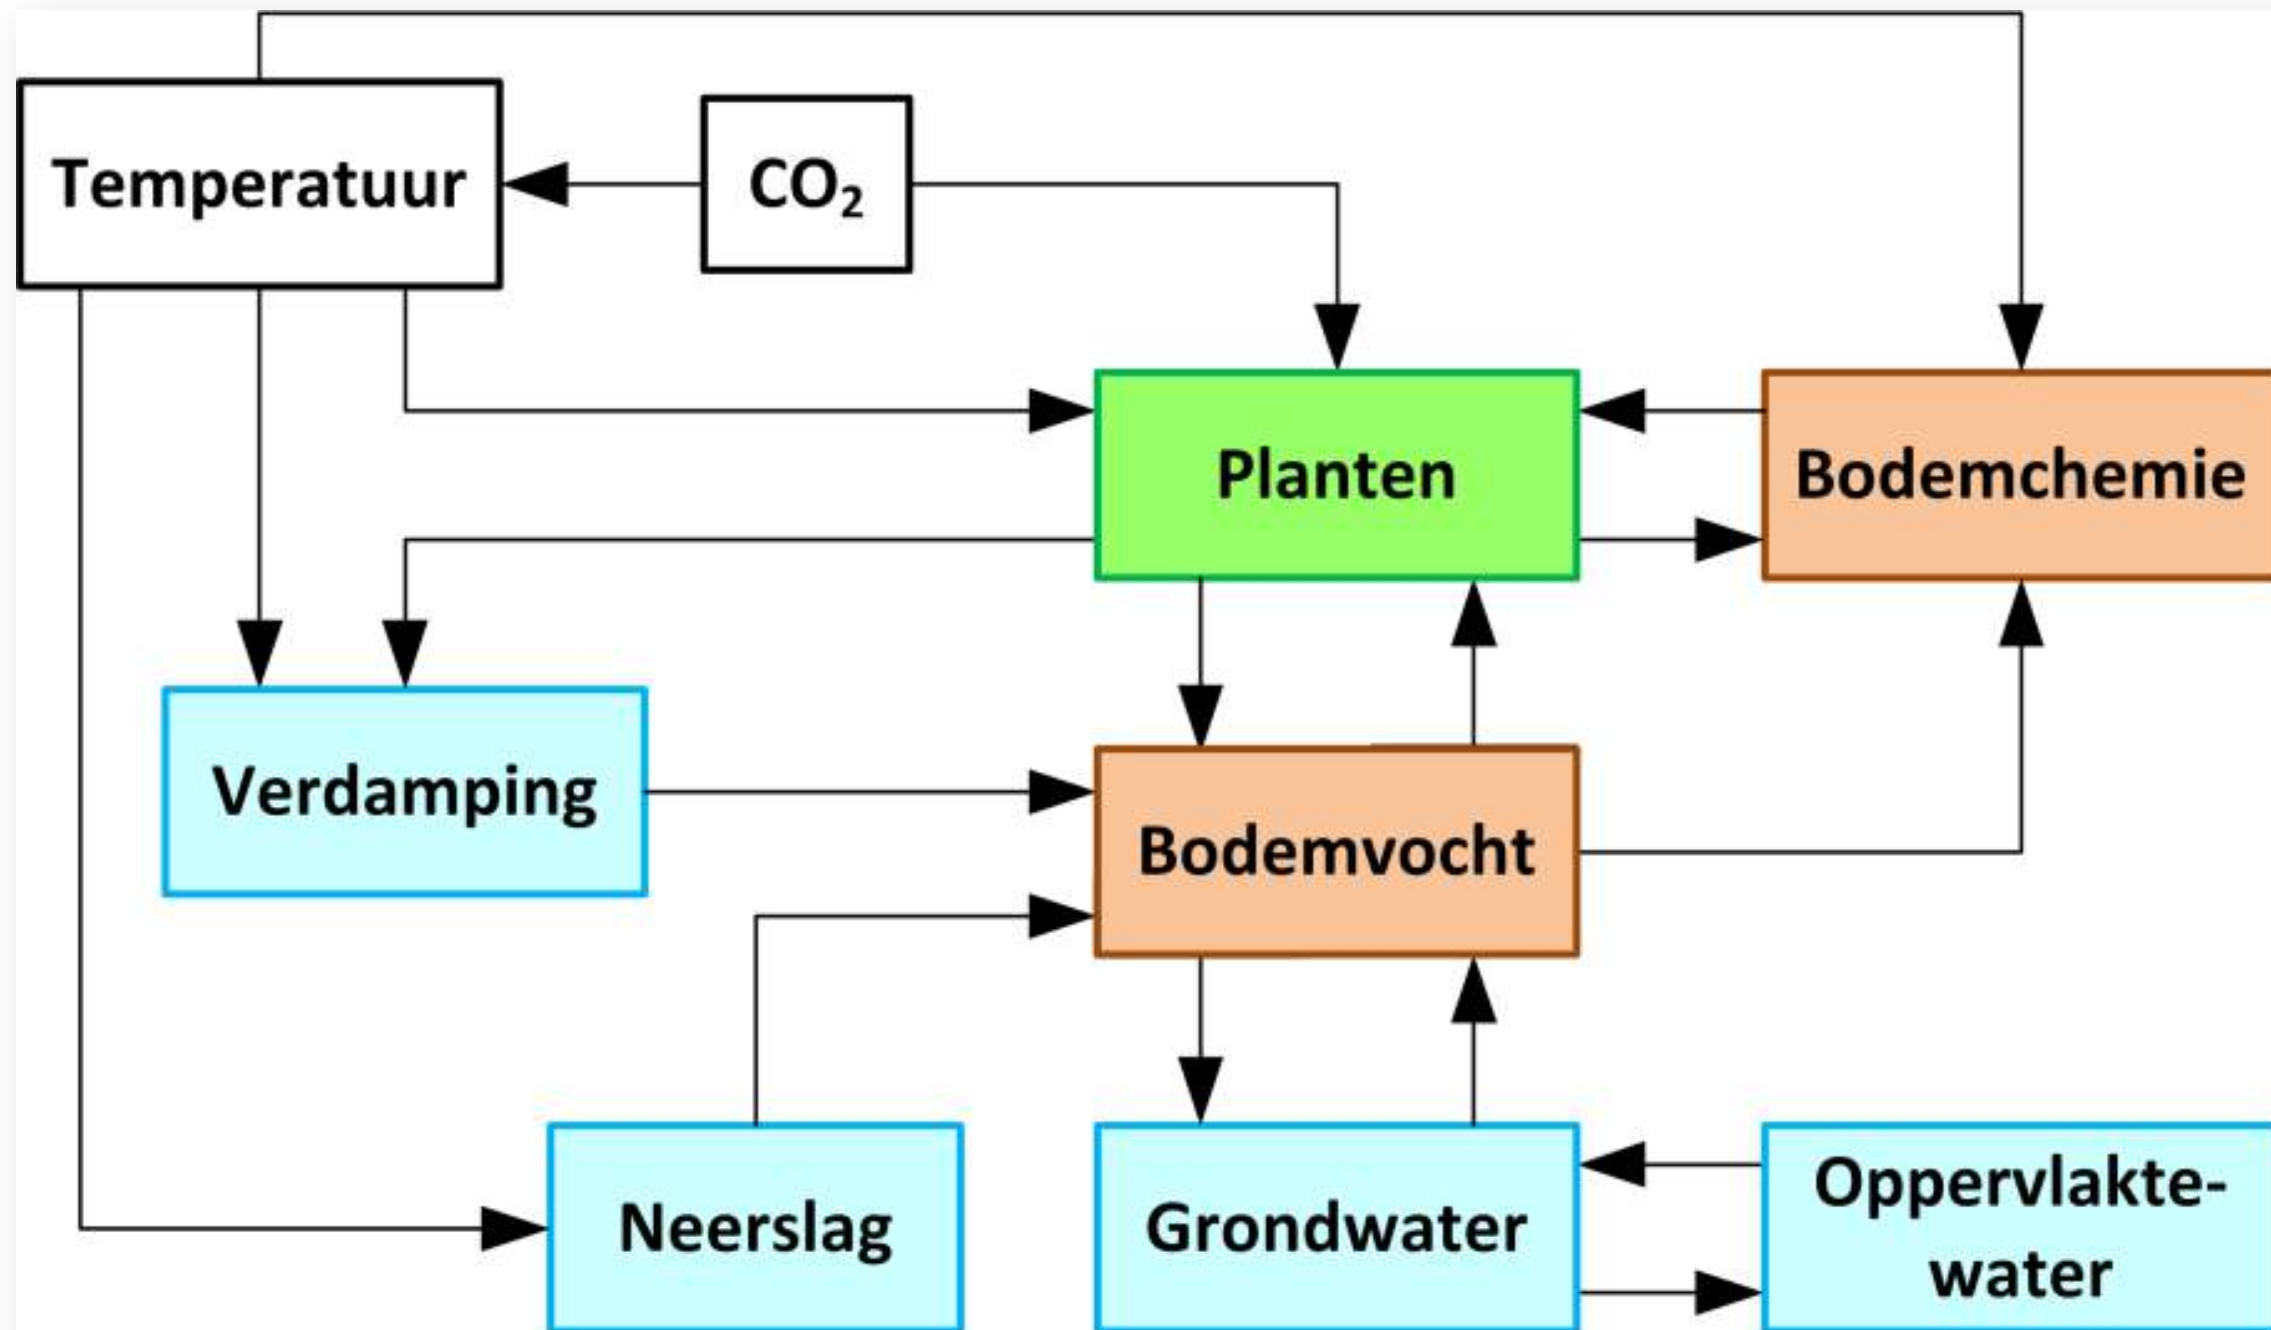 Temperatuur
CO₂
Planten
Bodemchemie
Verdamping
Bodemvocht
Neerslag
Grondwater
Oppervlakte-
water